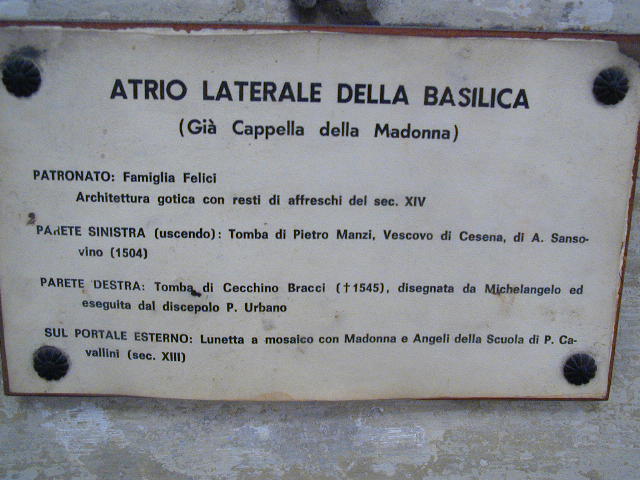 ATRIO LATERALE DELLA BASILICA
(Già Cappella della Madonna)
PATRONATO: Famiglia Felici
Architettura gotica con resti di affreschi del sec. XIV
PARETE SINISTRA (uscendo): Tomba di Pietro Manzi, Vescovo di Cesena, di A. Sanso-
vino (1504)
PARETE DESTRA: Tomba di Cecchino Bracci (†1545), disegnata da Michelangelo ed
eseguita dal discepolo P. Urbano
SUL PORTALE ESTERNO: Lunetta a mosaico con Madonna e Angeli della Scuola di P. Ca-
vallini (sec. XIII)